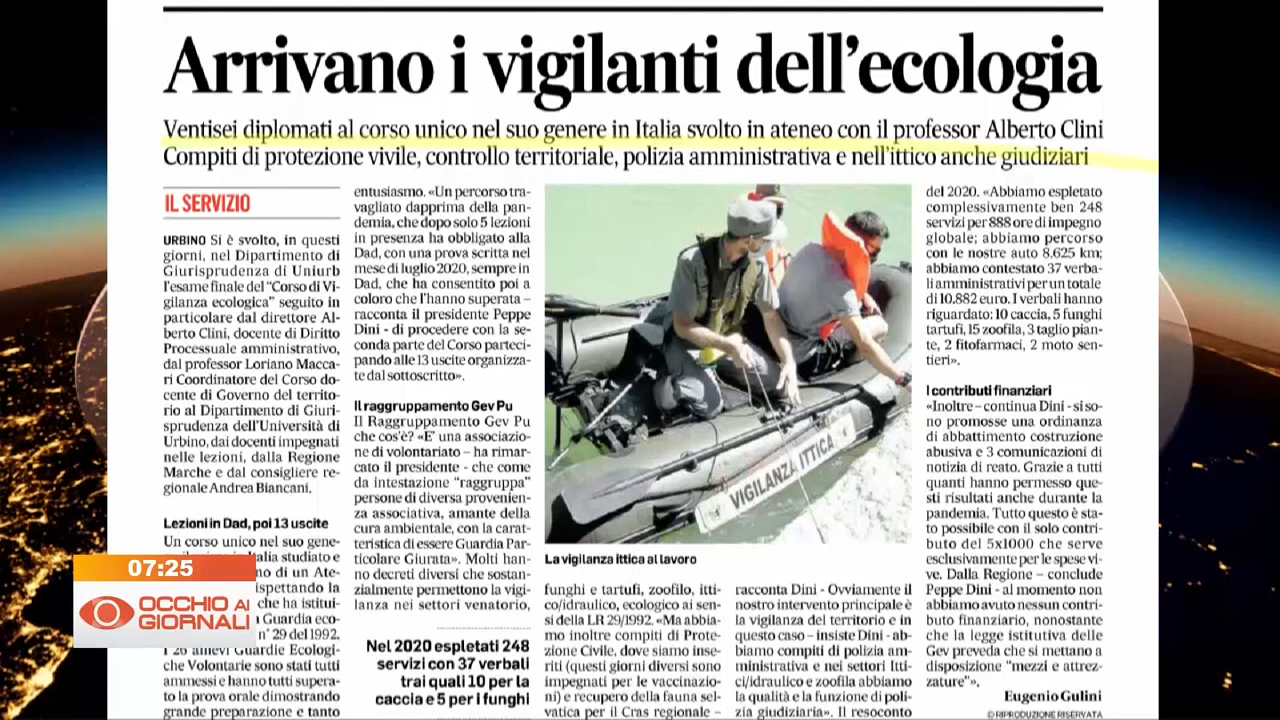 Arrivano i vigilanti dell'ecologia
Ventisei diplomati al corso unico nel suo genere in Italia svolto in ateneo con il professor Alberto Clini
Compiti di protezione vivile, controllo territoriale, polizia amministrativa e nell'ittico anche giudiziari
IL SERVIZIO
URBINO Si è svolto, in questi
giorni, nel Dipartimento di
Giurisprudenza di Uniurb
l'esame finale del "Corso di Vi-
gilanza ecologica" seguito in
particolare dal direttore Al-
berto Clini, docente di Diritto
Processuale amministrativo,
dal professor Loriano Macca-
ri Coordinatore del Corso do-
cente di Governo del territo-
rio al Dipartimento di Giuri-
sprudenza dell'Università di
Urbino, dai docenti impegnati
nelle lezioni, dalla Regione
Marche e dal consigliere re-
gionale Andrea Biancani.
Lezioni in Dad, poi 13 uscite
Un corso unico nel suo gene-
Italia studiato e
no di un Ate-
ispettando la
che ha istitui-
Guardia eco-
n° 29 del 1992.
I 26 allievi Guardie Ecologi-
che Volontarie sono stati tutti
ammessi e hanno tutti supera-
to la prova orale dimostrando
grande preparazione e tanto
entusiasmo. «Un percorso tra-
vagliato dapprima della pan-
demia, che dopo solo 5 lezioni
in presenza ha obbligato alla
Dad, con una prova scritta nel
mese di luglio 2020, sempre in
Dad, che ha consentito poi a
coloro che l'hanno superata –
racconta il presidente Peppe
Dini - di procedere con la se-
conda parte del Corso parteci-
pando alle 13 uscite organizza-
te dal sottoscritto».
Il raggruppamento Gev Pu
Il Raggruppamento Gev Pu
che cos'è? «E' una associazio-
ne di volontariato – ha rimar-
cato il presidente - che come
da intestazione "raggruppa"
persone di diversa provenien-
za associativa, amante della
cura ambientale, con la carat-
teristica di essere Guardia Par-
ticolare Giurata». Molti han-
no decreti diversi che sostan-
zialmente permettono la vigi-
lanza nei settori venatorio,
Nel 2020 espletati 248
servizi con 37 verbali
trai quali 10 per la
caccia e 5 per i funghi
VIGILANZA ITTICA
La vigilanza ittica al lavoro
funghi e tartufi, zoofilo, itti-
co/idraulico, ecologico ai sen-
si della LR 29/1992. «Ma abbia-
mo inoltre compiti di Prote-
zione Civile, dove siamo inse-
riti (questi giorni diversi sono
impegnati per le vaccinazio-
ni) e recupero della fauna sel-
vatica per il Cras regionale –
racconta Dini - Ovviamente il
nostro intervento principale è
la vigilanza del territorio e in
questo caso – insiste Dini - ab-
biamo compiti di polizia am-
ministrativa e nei settori Itti-
ci/idraulico e zoofilo abbiamo
la qualità e la funzione di poli-
zia giudiziaria». Il resoconto
del 2020. «Abbiamo espletato
complessivamente ben 248
servizi per 888 ore di impegno
globale; abbiamo percorso
con le nostre auto 8.625 km;
abbiamo contestato 37 verba-
li amministrativi per un totale
di 10.882 euro. I verbali hanno
riguardato: 10 caccia, 5 funghi
tartufi, 15 zoofila, 3 taglio pian-
te, 2 fitofarmaci, 2 moto sen-
tieri».
I contributi finanziari
«Inoltre – continua Dini - si so-
no promosse una ordinanza
di abbattimento costruzione
abusiva e 3 comunicazioni di
notizia di reato. Grazie a tutti
quanti hanno permesso que-
sti risultati anche durante la
pandemia. Tutto questo è sta-
to possibile con il solo contri-
buto del 5x1000 che serve
esclusivamente per le spese vi-
ve. Dalla Regione – conclude
Peppe Dini - al momento non
abbiamo avuto nessun contri-
buto finanziario, nonostante
che la legge istitutiva delle
Gev preveda che si mettano a
disposizione "mezzi e attrez-
zature"».
Eugenio Gulini
© RIPRODUZIONE RISERVATA
07:25
OCCHIO AI
GIORNALI